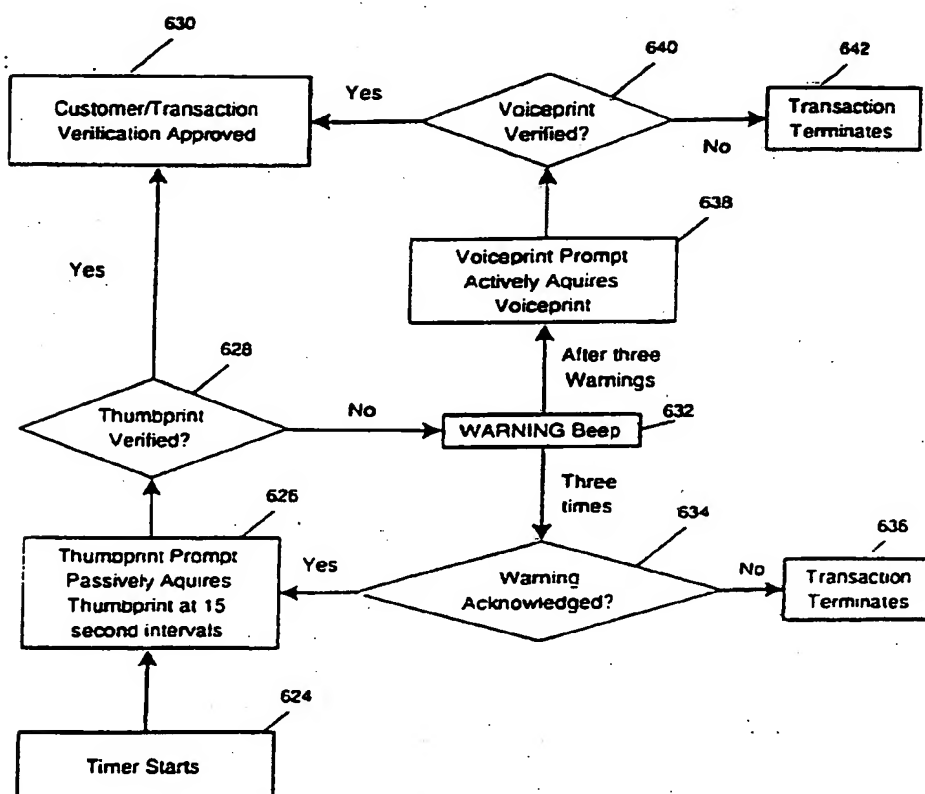 630
Customer/Transaction
Verification Approved
Yes
640
Voiceprint
Verified?
No
642
Transaction
Terminates
638
Voiceprint Prompt
Actively Aquires
Voiceprint
After three
Warnings
Yes
628
Thumbprint
Verified?
No
WARNING Beep
632
Three
times
626
Thumbprint Prompt
Passively Aquires
Thumbprint at 15
second intervals
Yes
634
Warning
Acknowledged?
No
636
Transaction
Terminates
624
Timer Starts